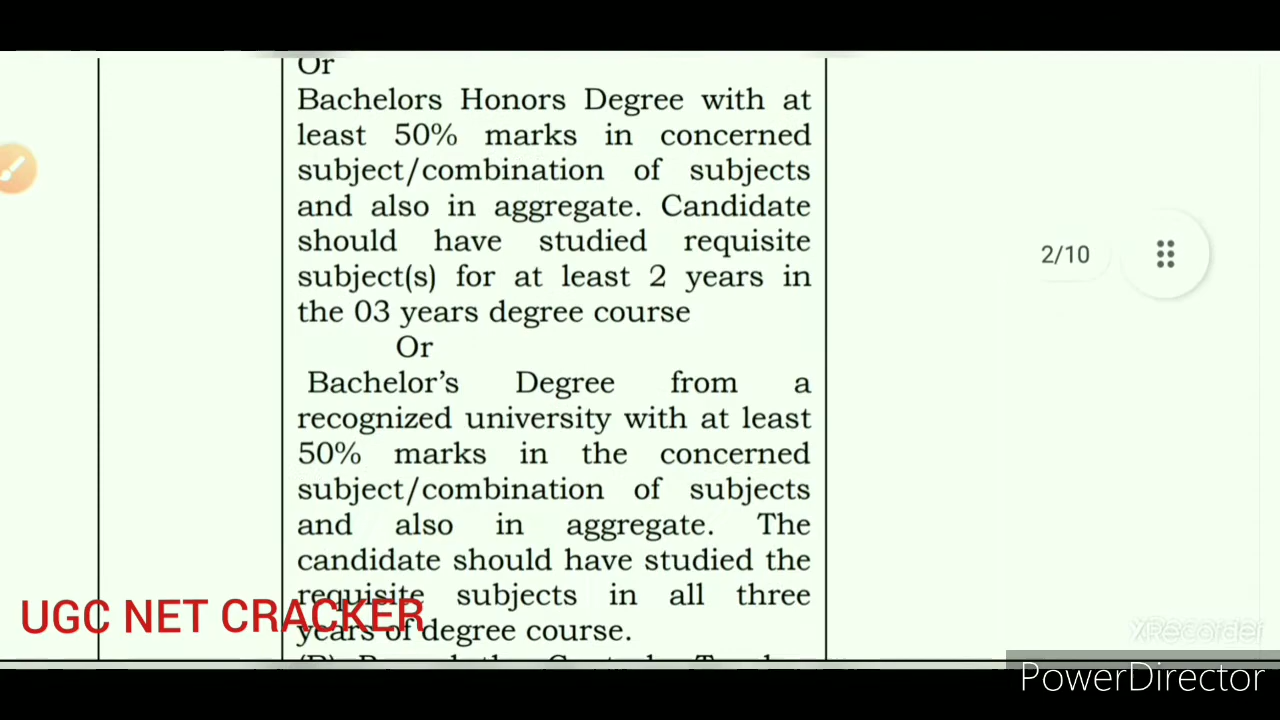 Or
Bachelors Honors Degree with at
least 50% marks in concerned
subject/combination of subjects
and also in aggregate. Candidate
should have studied requisite
subject(s) for at least 2 years in
the 03 years degree course
Or
Bachelor's Degree from a
recognized university with at least
50% marks in the concerned
subject/combination of subjects
and also in aggregate. The
candidate should have studied the
requisite subjects in all three
years of degree course.
2/10
UGC NET CRACKER
XRecorder
PowerDirector